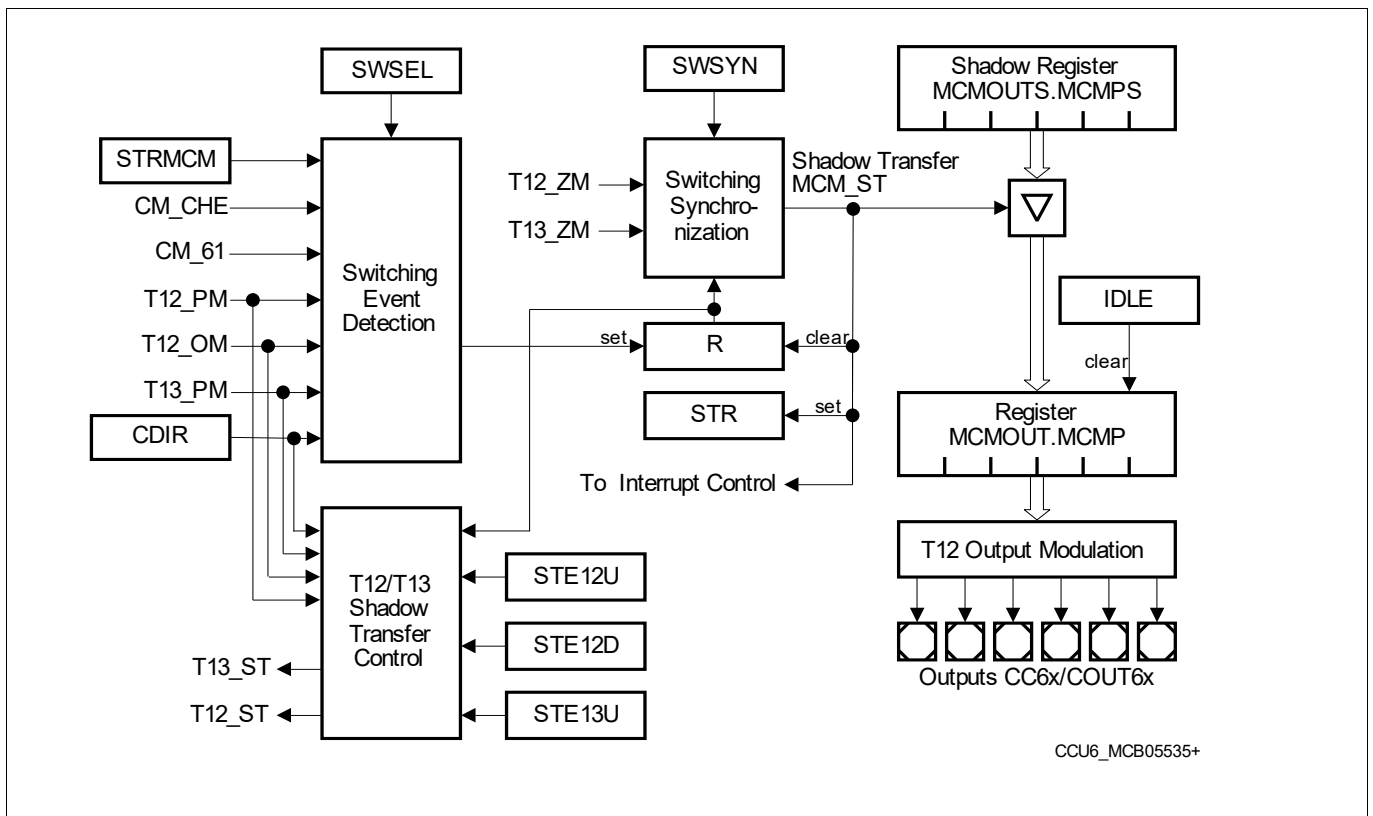 SWSEL
SWSYN
Shadow Register
MCMOUTS.MCMPS
STRMCM
CM_CHE
CM_61
T12_PM
T12_OM
T13_PM
CDIR
Switching
Event
Detection
T12_ZM
T13_ZM
Switching
Synchro-
nization
Shadow Transfer
MCM_ST
IDLE
clear
set
R
clear
STR
set
To Interrupt Control
Register
MCMOUT.MCMP
T12 Output Modulation
Outputs CC6x/COUT6x
T12/T13
Shadow
Transfer
Control
STE12U
STE12D
STE13U
T13_ST
T12_ST
CCU6_MCB05535+